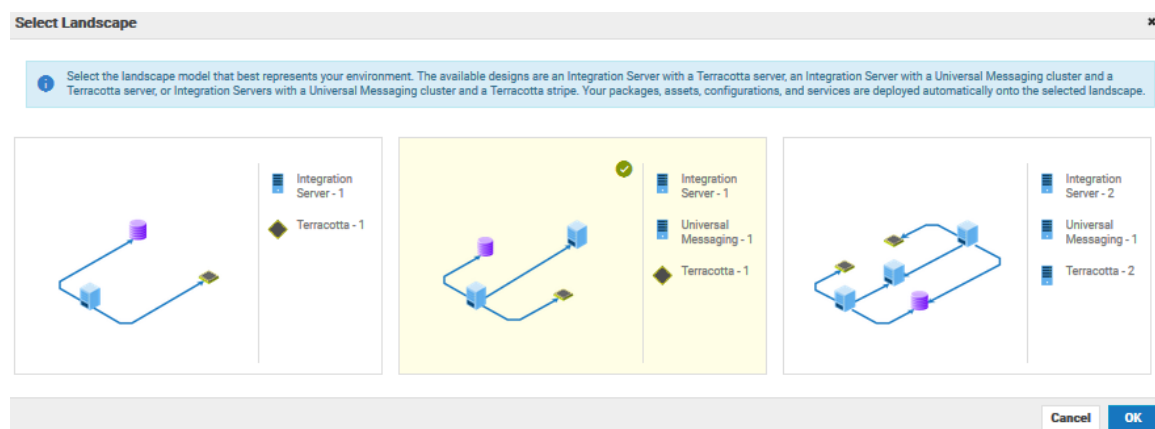 Select Landscape
Select the landscape model that best represents your environment. The available designs are an Integration Server with a Terracotta server, an Integration Server with a Universal Messaging cluster and a
Terracotta server, or Integration Servers with a Universal Messaging cluster and a Terracotta stripe. Your packages, assets, configurations, and services are deployed automatically onto the selected landscape.
Integration
Server - 1
Terracotta - 1
Integration
Server - 1
Universal
Messaging - 1
Terracotta - 1
Integration
Server - 2
Universal
Messaging - 1
Terracotta - 2
Cancel
OK